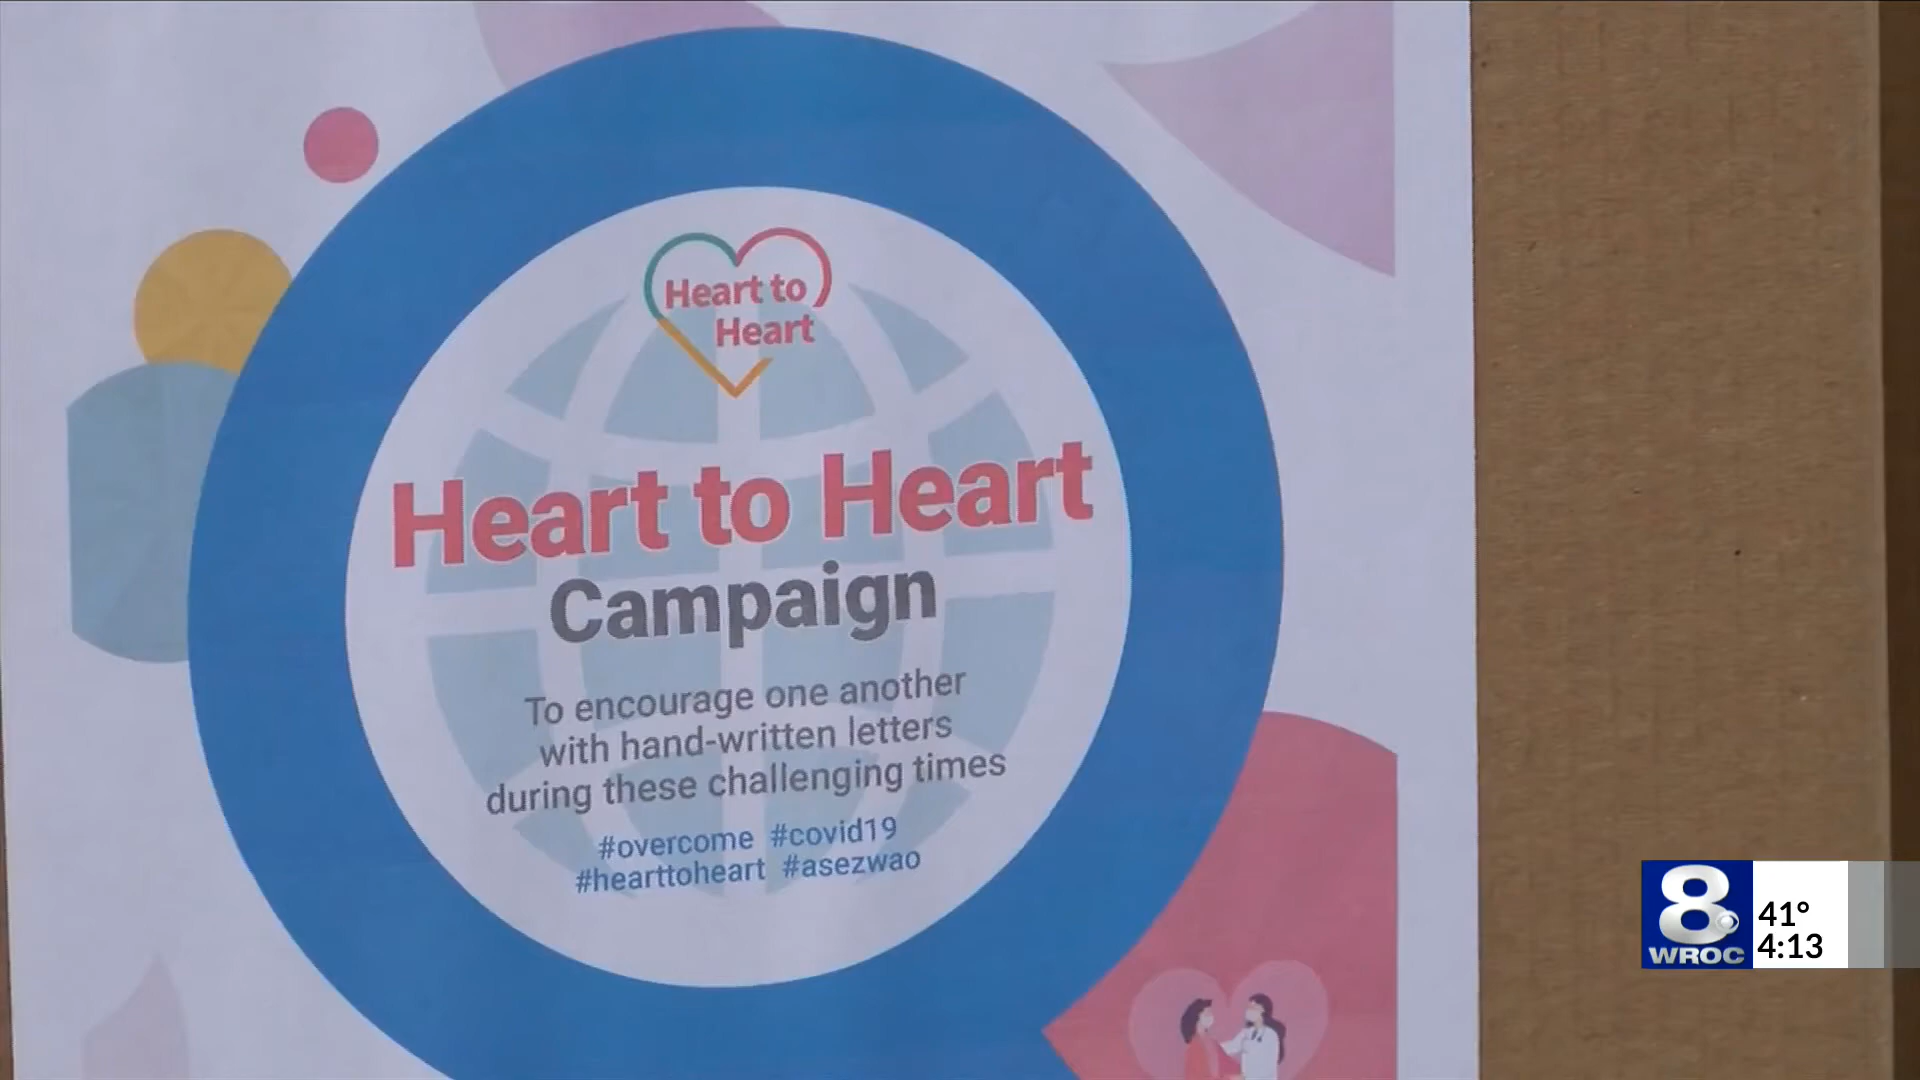 Heart to
Heart
Heart to Heart
Campaign
To encourage one another
with hand-written letters
during these challenging times
#overcome #covid19
#hearttoheart #asezwao
8
WROC
41°
4:13